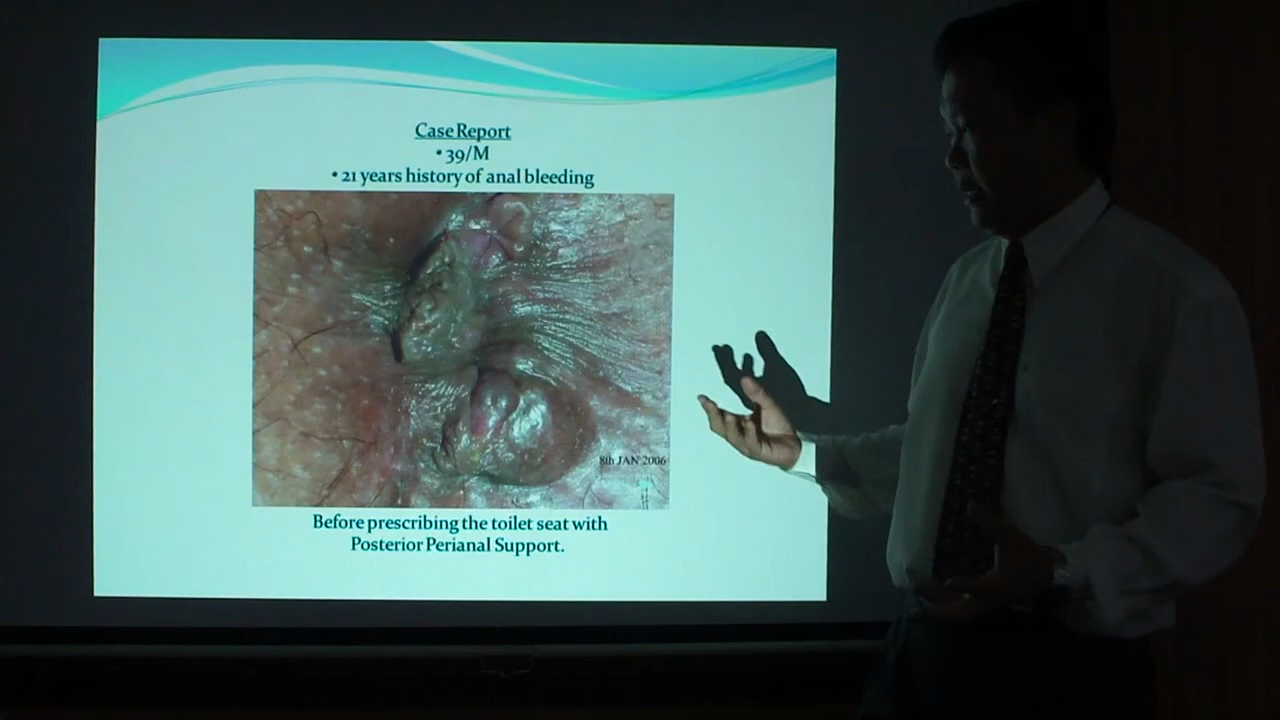 Case Report
• 39/M
• 21 years history of anal bleeding
8th JAN 2006
Before prescribing the toilet seat with
Posterior Perianal Support.